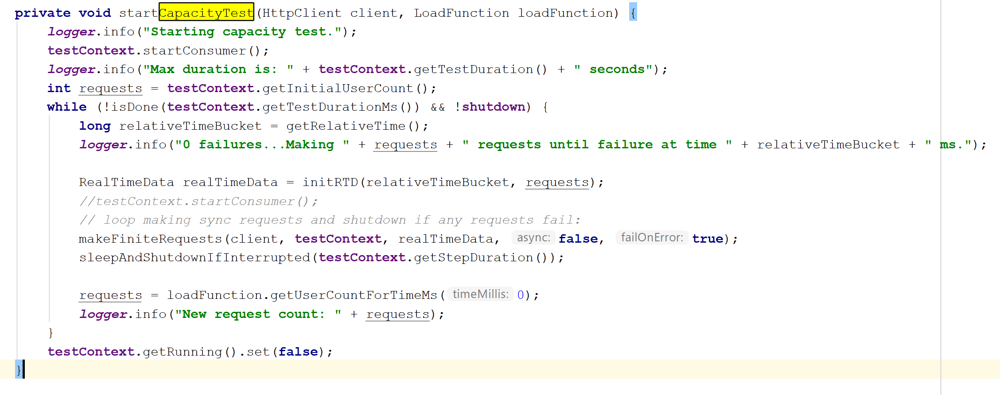 private void startCapacityTest(HttpClient client, LoadFunction loadFunction) {
logger.info("Starting capacity test.");
testContext.startConsumer();
logger.info("Max duration is: " + testContext.getTestDuration() + " seconds");
int requests = testContext.getInitialUserCount();
while (!isDone(testContext.getTestDurationMs()) && !shutdown) {
long relativeTimeBucket = getRelativeTime();
logger.info("0 failures...Making " + requests + " requests until failure at time " + relativeTimeBucket + " ms.");
RealTimeData realTimeData = initRTD(relativeTimeBucket, requests);
//testContext.startConsumer();
// loop making sync requests and shutdown if any requests fail:
makeFiniteRequests(client, testContext, realTimeData, async: false, failOnError: true);
sleepAndShutdownIfInterrupted(testContext.getStepDuration());
requests = loadFunction.getUserCountForTimeMs( timeMillis: 0);
logger.info("New request count: " + requests);
}
testContext.getRunning().set(false);
}